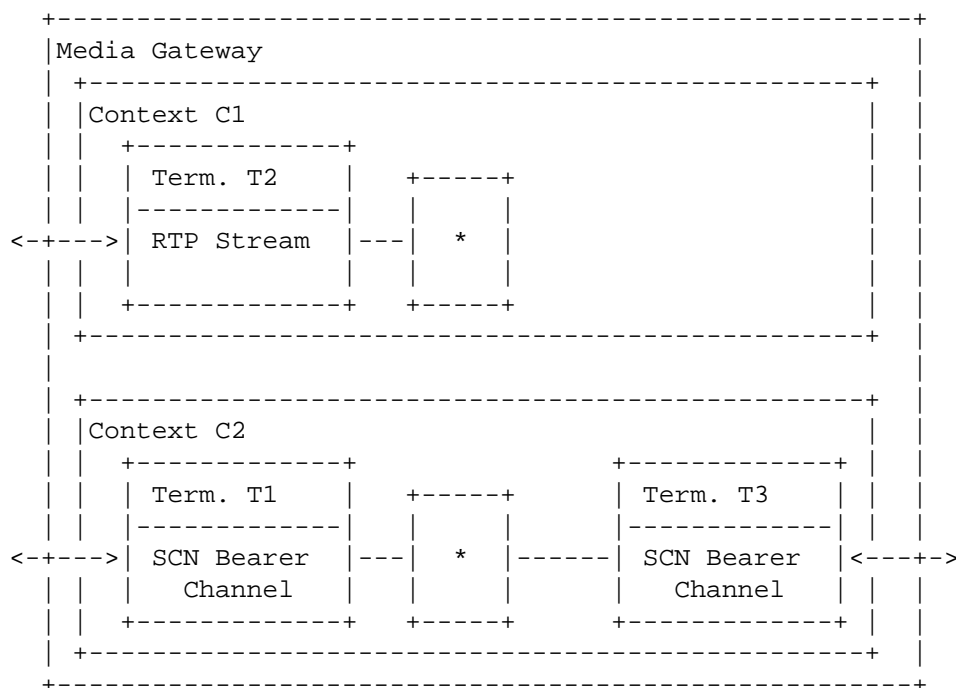 Media Gateway
Context C1
Term. T2
RTP Stream
*
Context C2
Term. T1
Term. T3
SCN Bearer
*
SCN Bearer
Channel
Channel